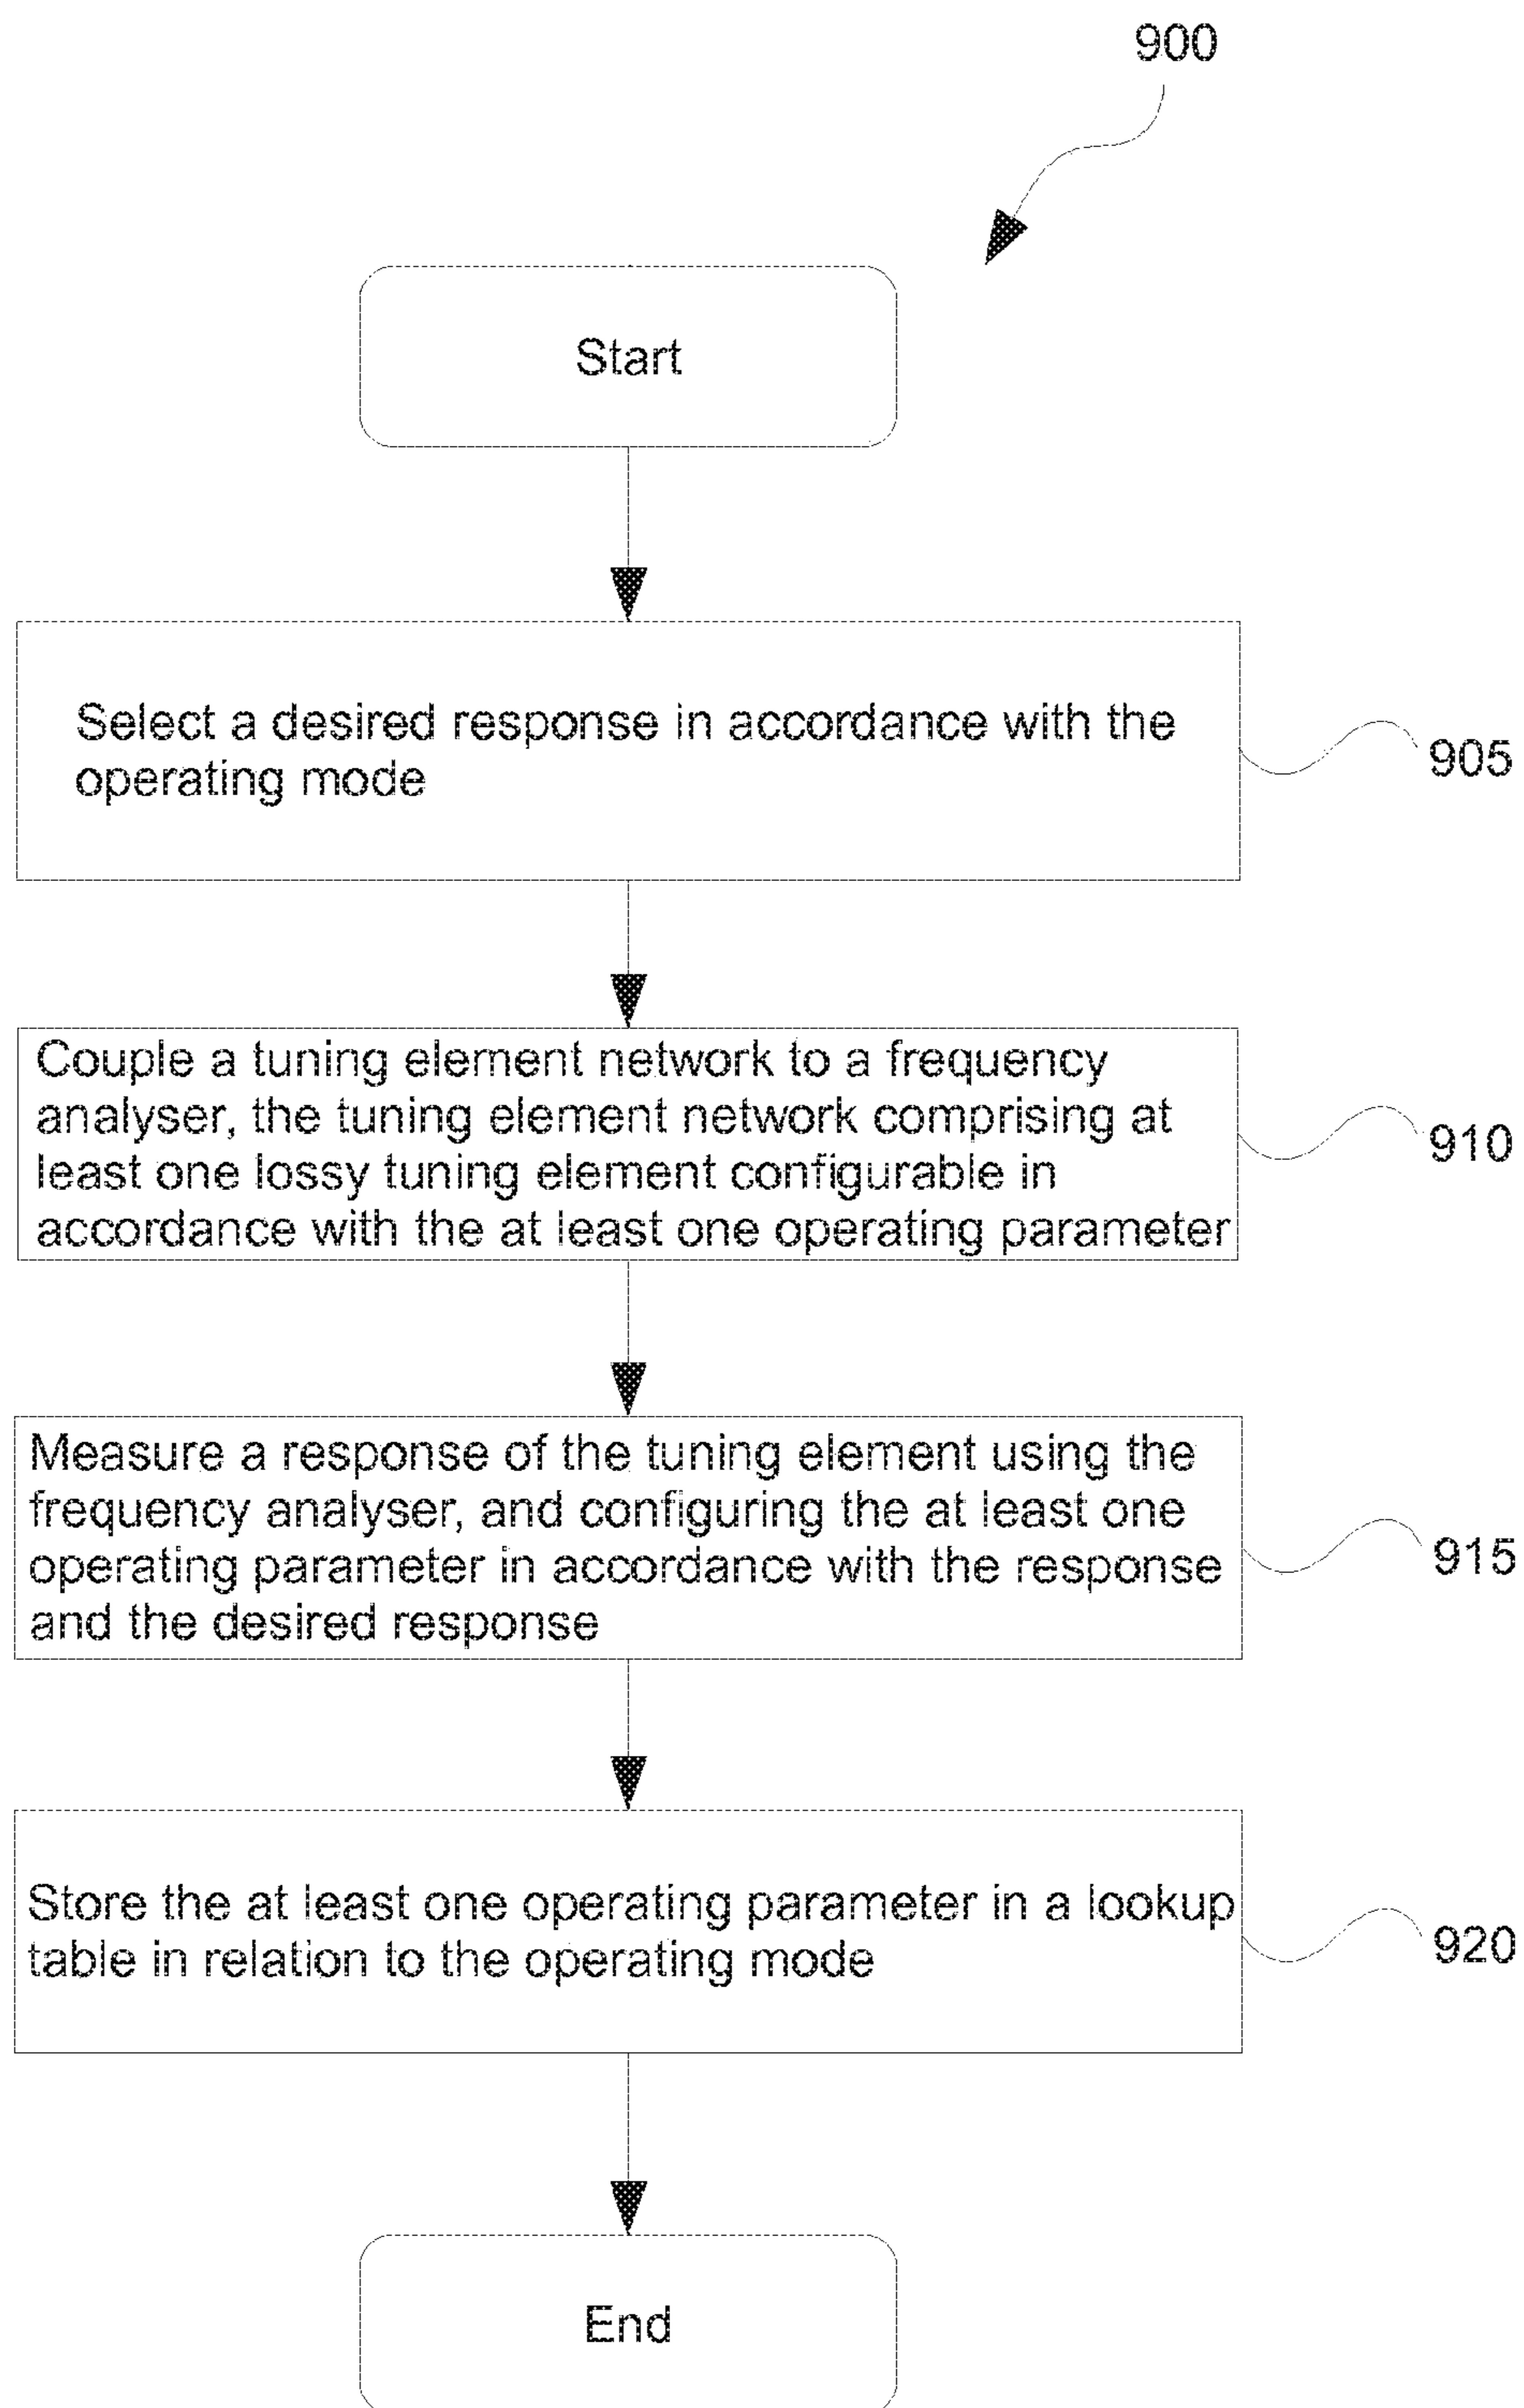 900
Start
Select a desired response in accordance with the
operating mode
905
Couple a tuning element network to a frequency
analyser, the tuning element network comprising at
least one lossy tuning element configurable in
accordance with the at least one operating parameter
910
Measure a response of the tuning element using the
frequency analyser, and configuring the at least one
operating parameter in accordance with the response
and the desired response
915
Store the at least one operating parameter in a lookup
table in relation to the operating mode
920
End